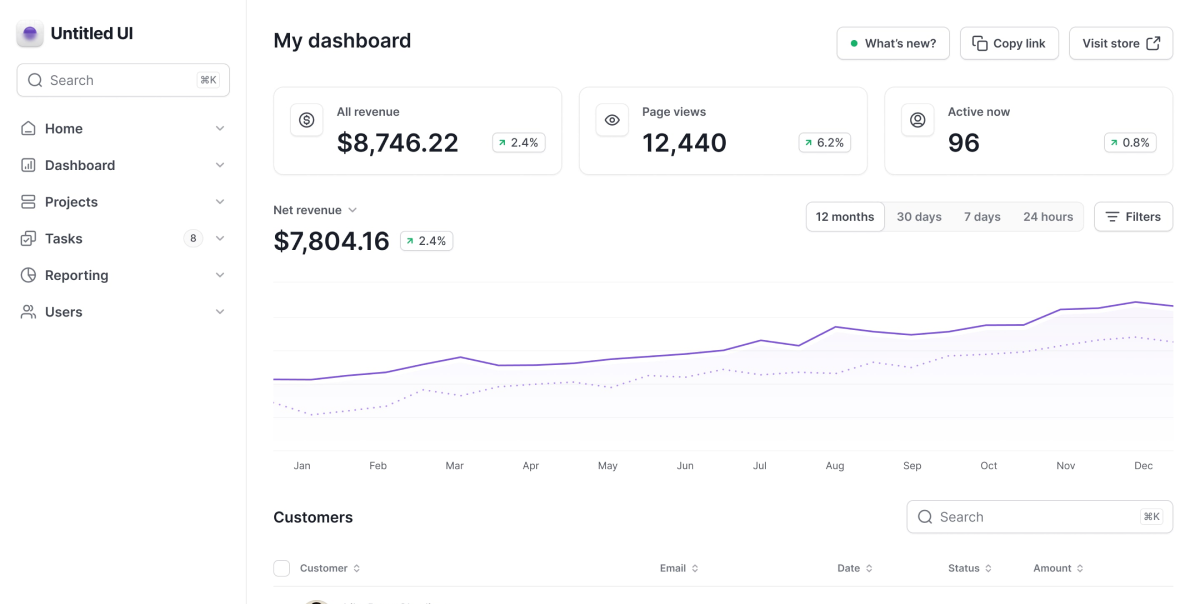 Untitled UI
Search
⌘K
Home
Dashboard
Projects
Tasks
8
Reporting
Users
My dashboard
What's new?
Copy link
Visit store
All revenue
$8,746.22
2.4%
Page views
12,440
6.2%
Active now
96
0.8%
Net revenue
$7,804.16
2.4%
12 months
30 days
7 days
24 hours
Filters
Jan Feb Mar Apr May Jun Jul Aug Sep Oct Nov Dec
Customers
Search
⌘K
Customer Email Date Status Amount